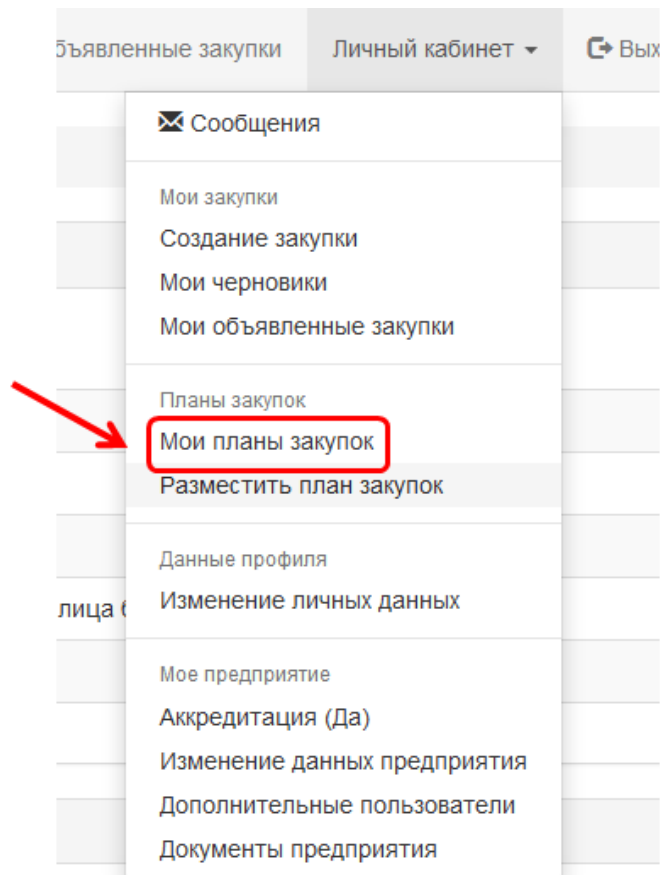 бъявленные закупки Личный кабинет Вых
Сообщения
Мои закупки
Создание закупки
Мои черновики
Мои объявленные закупки
Планы закупок
Мои планы закупок
Разместить план закупок
Данные профиля
Изменение личных данных
лица б
Мое предприятие
Аккредитация (Да)
Изменение данных предприятия
Дополнительные пользователи
Документы предприятия